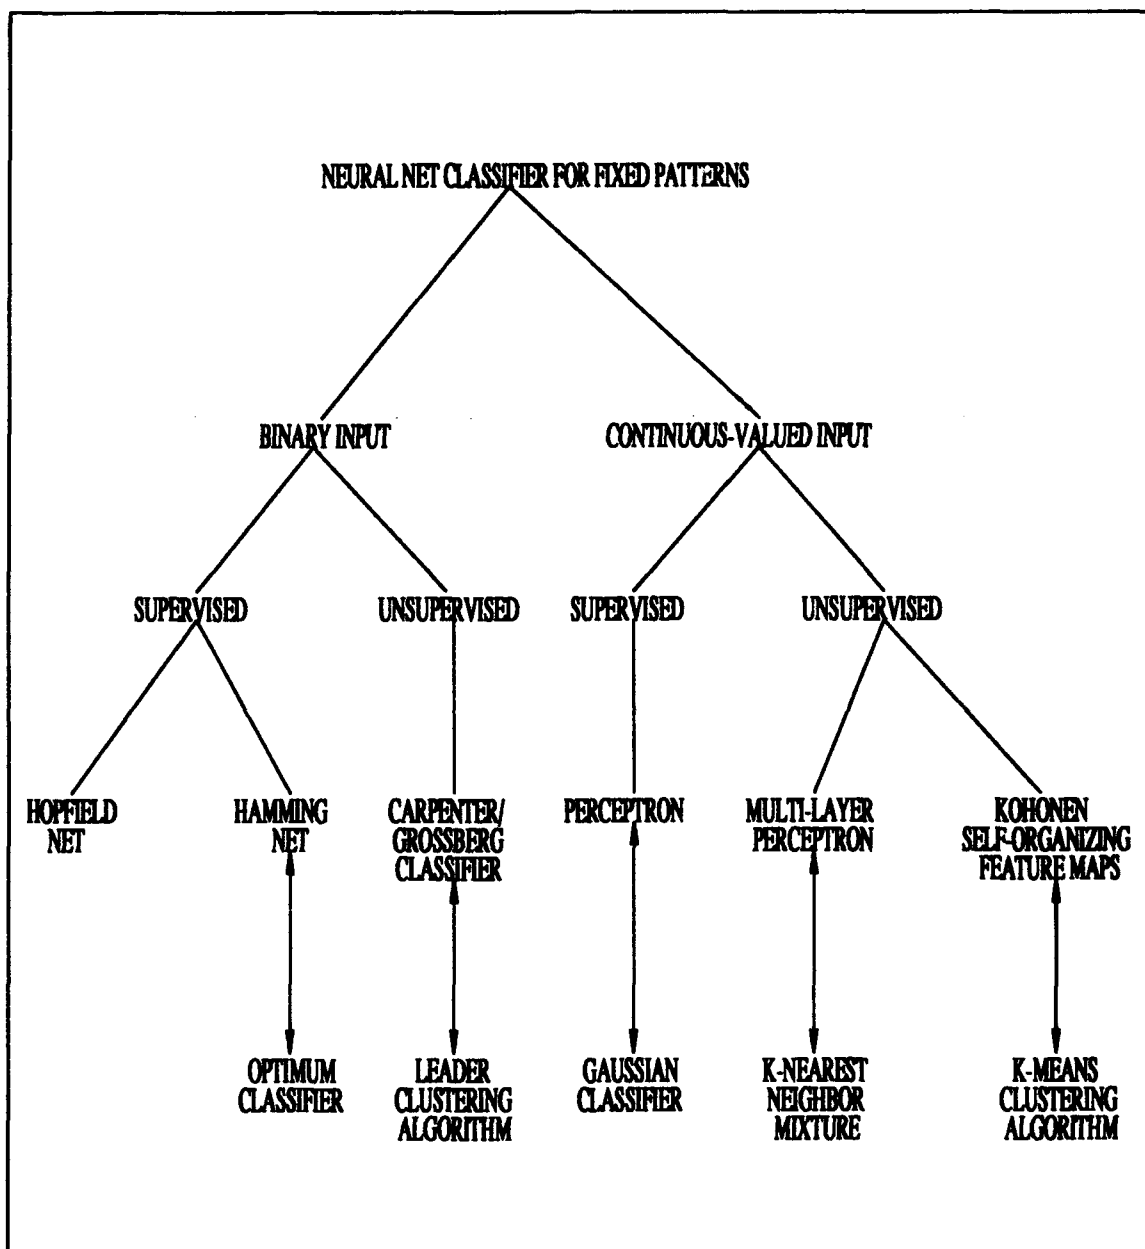 NEURAL NET CLASSIFIER FOR FIXED PATTERNS
BINARY INPUT
CONTINUOUS-VALUED INPUT
SUPERVISED
UNSUPERVISED
SUPERVISED
UNSUPERVISED
HOPFIELD
NET
HAMMING
NET
CARPENTER/
GROSSBERG
CLASSIFIER
PERCEPTRON
MULTI-LAYER
PERCEPTRON
KOHONEN
SELF-ORGANIZING
FEATURE MAPS
OPTIMUM
CLASSIFIER
LEADER
CLUSTERING
ALGORITHM
GAUSSIAN
CLASSIFIER
K-NEAREST
NEIGHBOR
MIXTURE
K-MEANS
CLUSTERING
ALGORITHM